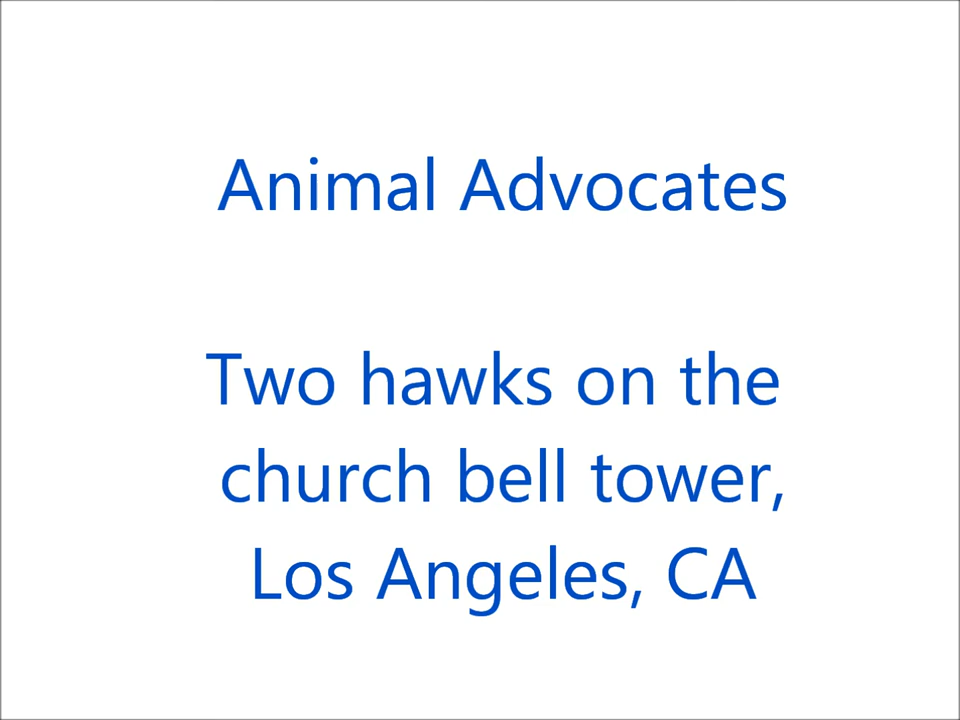 Animal Advocates
Two hawks on the
church bell tower,
Los Angeles, CA